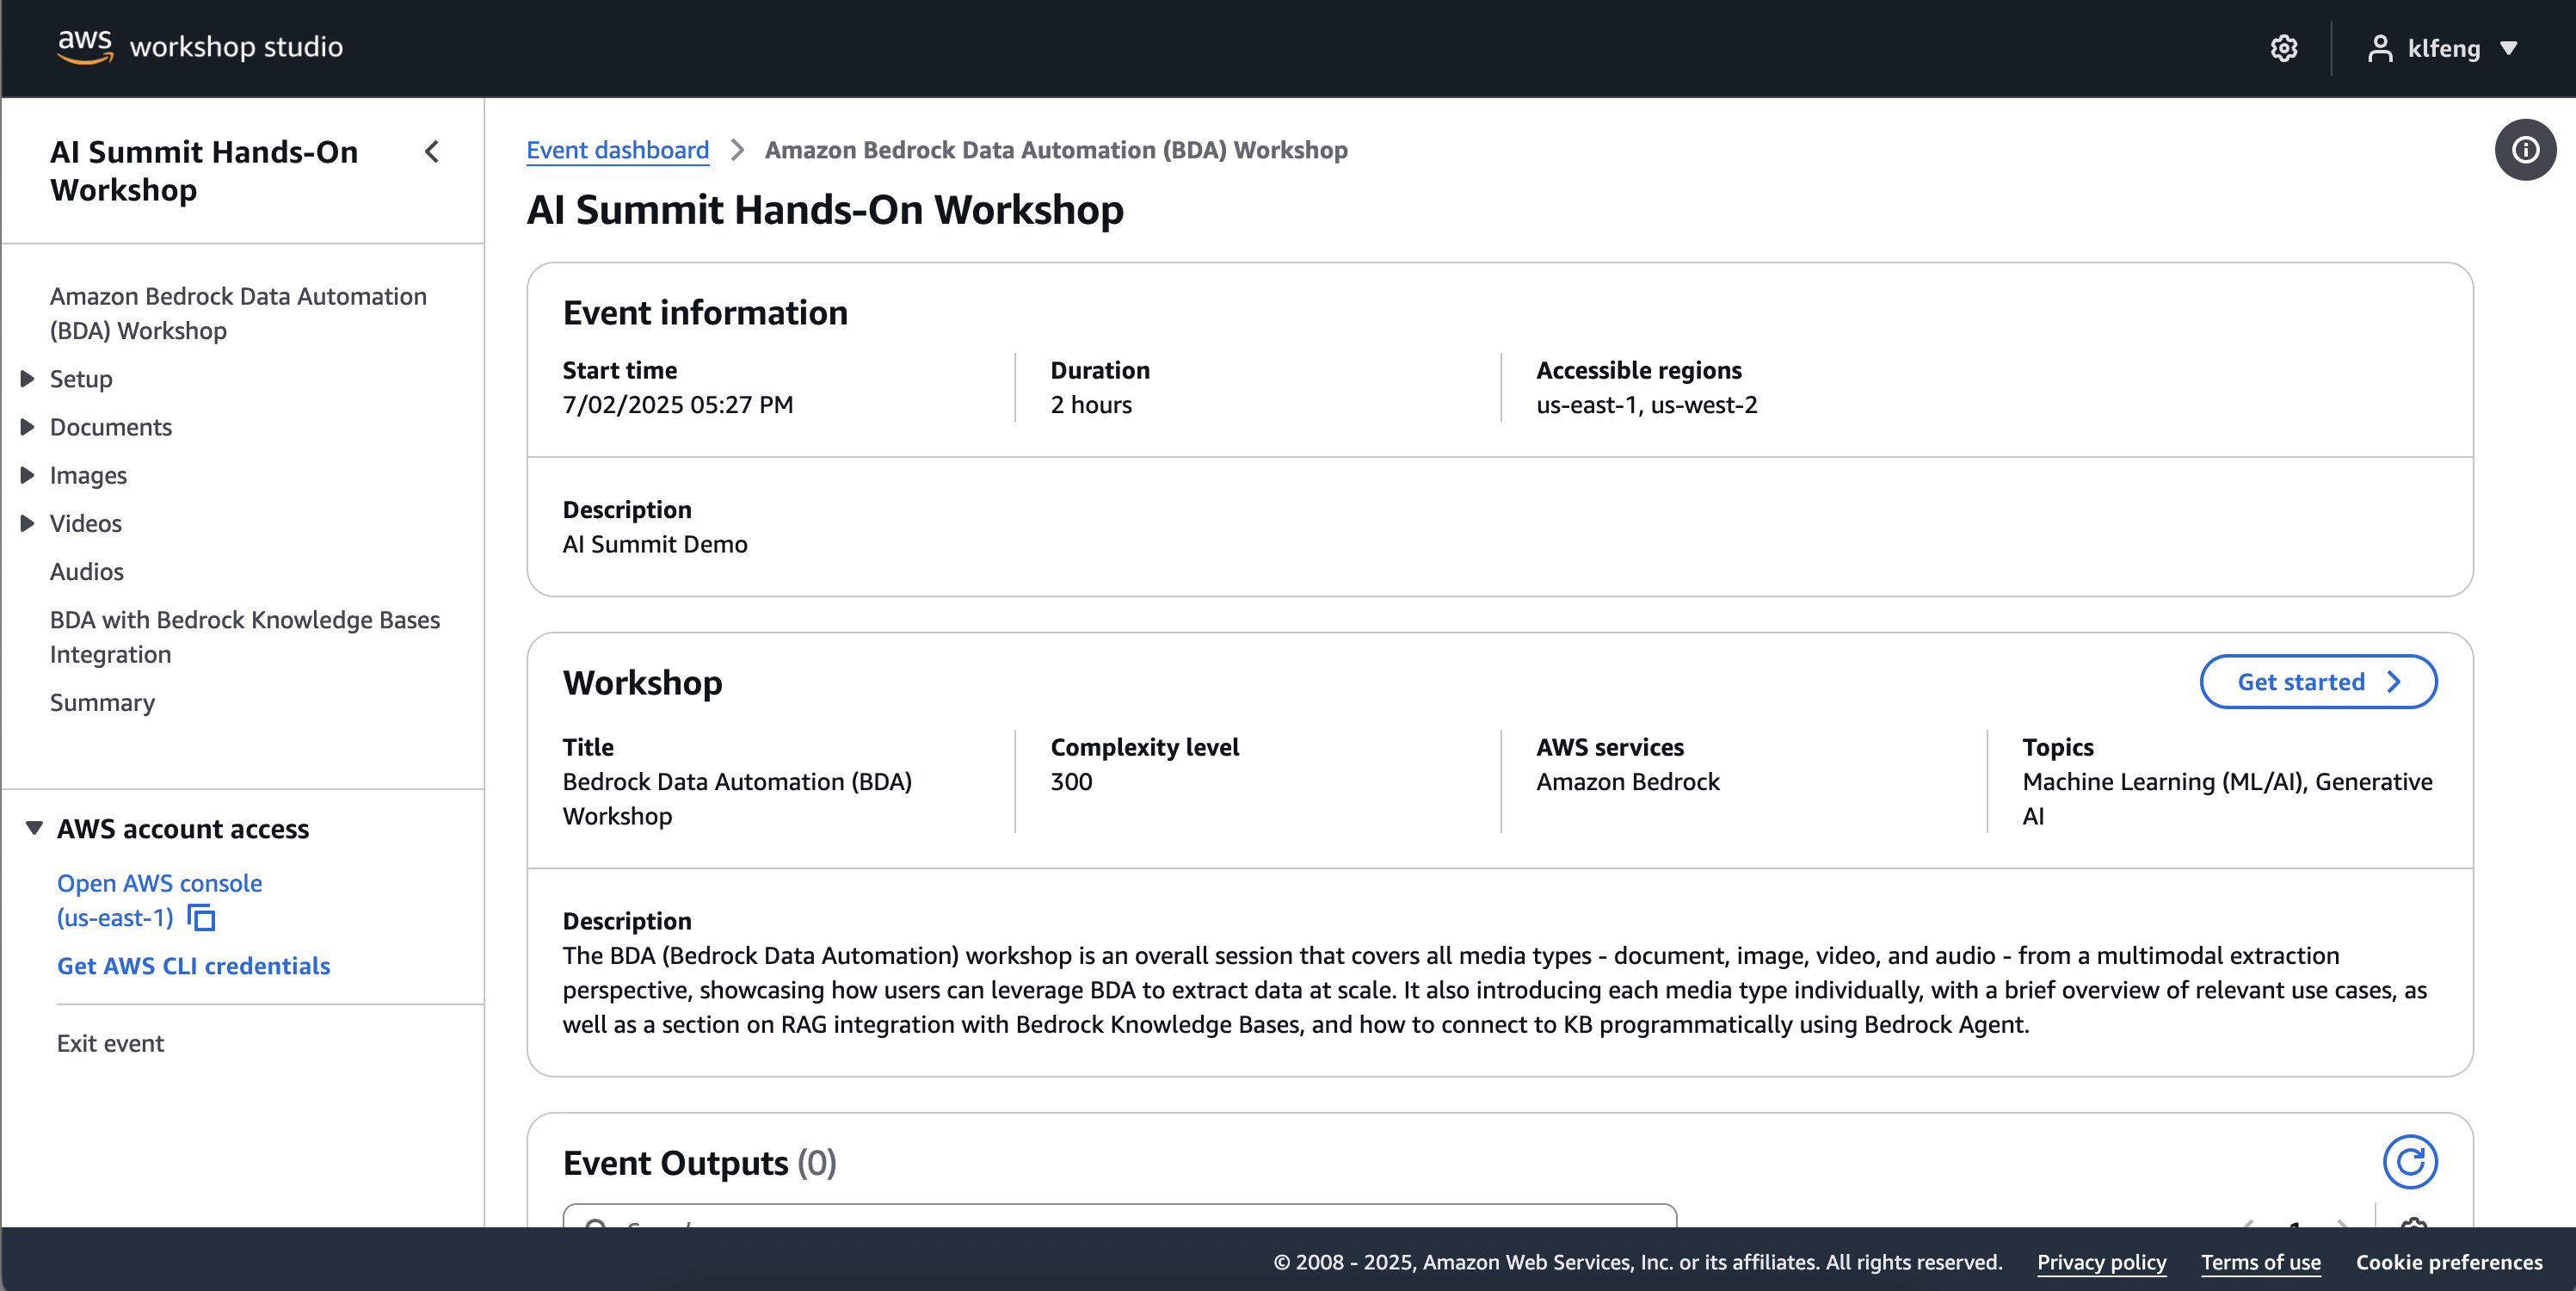 aws workshop studio
klfeng
AI Summit Hands-On
Workshop
Amazon Bedrock Data Automation
(BDA) Workshop
Setup
Documents
Images
Videos
Audios
BDA with Bedrock Knowledge Bases
Integration
Summary
AWS account access
Open AWS console
(us-east-1)
Get AWS CLI credentials
Exit event
Event dashboard > Amazon Bedrock Data Automation (BDA) Workshop
AI Summit Hands-On Workshop
Event information
Start time
7/02/2025 05:27 PM
Duration
2 hours
Accessible regions
us-east-1, us-west-2
Description
AI Summit Demo
Workshop
Get started
Title
Bedrock Data Automation (BDA)
Workshop
Complexity level
300
AWS services
Amazon Bedrock
Topics
Machine Learning (ML/AI), Generative
AI
Description
The BDA (Bedrock Data Automation) workshop is an overall session that covers all media types - document, image, video, and audio - from a multimodal extraction
perspective, showcasing how users can leverage BDA to extract data at scale. It also introducing each media type individually, with a brief overview of relevant use cases, as
well as a section on RAG integration with Bedrock Knowledge Bases, and how to connect to KB programmatically using Bedrock Agent.
Event Outputs (0)
© 2008 - 2025, Amazon Web Services, Inc. or its affiliates. All rights reserved.
Privacy policy
Terms of use
Cookie preferences